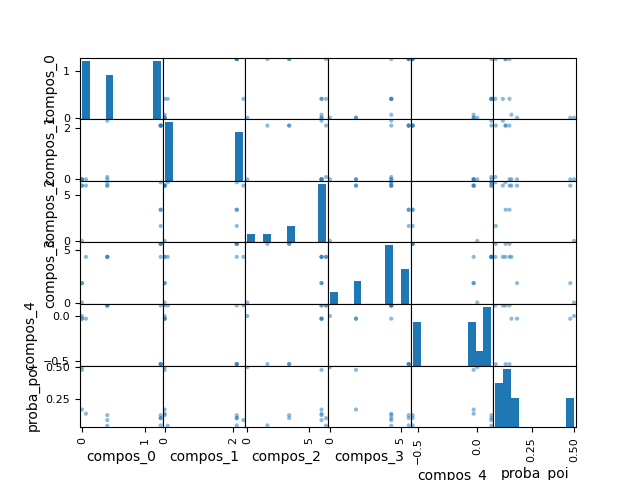 compos_0
1
0
compos_1
2
0
compos_2
5
0
compos_3
5
0
compos_4
0.0
−0.5
proba_poi
0.50
0.25
0 1 0 2 0 5 0 5 −0.5 0.0 0.25 0.50
compos_0 compos_1 compos_2 compos_3 compos_4 proba_poi